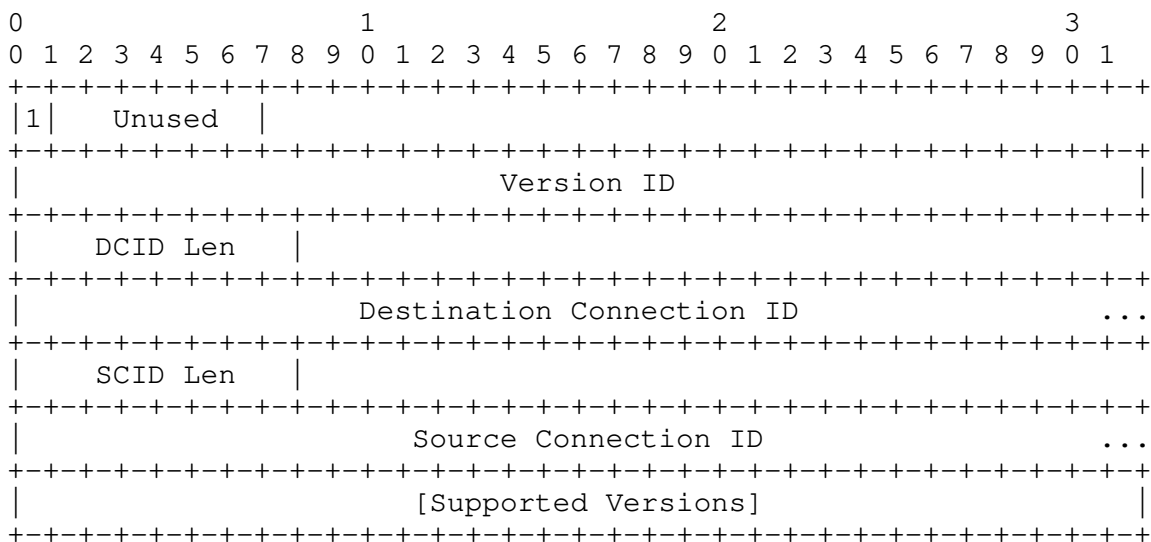 0                   1                   2                   3
0 1 2 3 4 5 6 7 8 9 0 1 2 3 4 5 6 7 8 9 0 1 2 3 4 5 6 7 8 9 0 1
+-+-+-+-+-+-+-+-+-+-+-+-+-+-+-+-+-+-+-+-+-+-+-+-+-+-+-+-+-+-+-+-+
|1|   Unused  |
+-+-+-+-+-+-+-+-+-+-+-+-+-+-+-+-+-+-+-+-+-+-+-+-+-+-+-+-+-+-+-+-+
|                          Version ID                          |
+-+-+-+-+-+-+-+-+-+-+-+-+-+-+-+-+-+-+-+-+-+-+-+-+-+-+-+-+-+-+-+-+
|    DCID Len   |
+-+-+-+-+-+-+-+-+-+-+-+-+-+-+-+-+-+-+-+-+-+-+-+-+-+-+-+-+-+-+-+-+
|                  Destination Connection ID                 ...
+-+-+-+-+-+-+-+-+-+-+-+-+-+-+-+-+-+-+-+-+-+-+-+-+-+-+-+-+-+-+-+-+
|    SCID Len   |
+-+-+-+-+-+-+-+-+-+-+-+-+-+-+-+-+-+-+-+-+-+-+-+-+-+-+-+-+-+-+-+-+
|                     Source Connection ID                   ...
+-+-+-+-+-+-+-+-+-+-+-+-+-+-+-+-+-+-+-+-+-+-+-+-+-+-+-+-+-+-+-+-+
|                     [Supported Versions]                     |
+-+-+-+-+-+-+-+-+-+-+-+-+-+-+-+-+-+-+-+-+-+-+-+-+-+-+-+-+-+-+-+-+